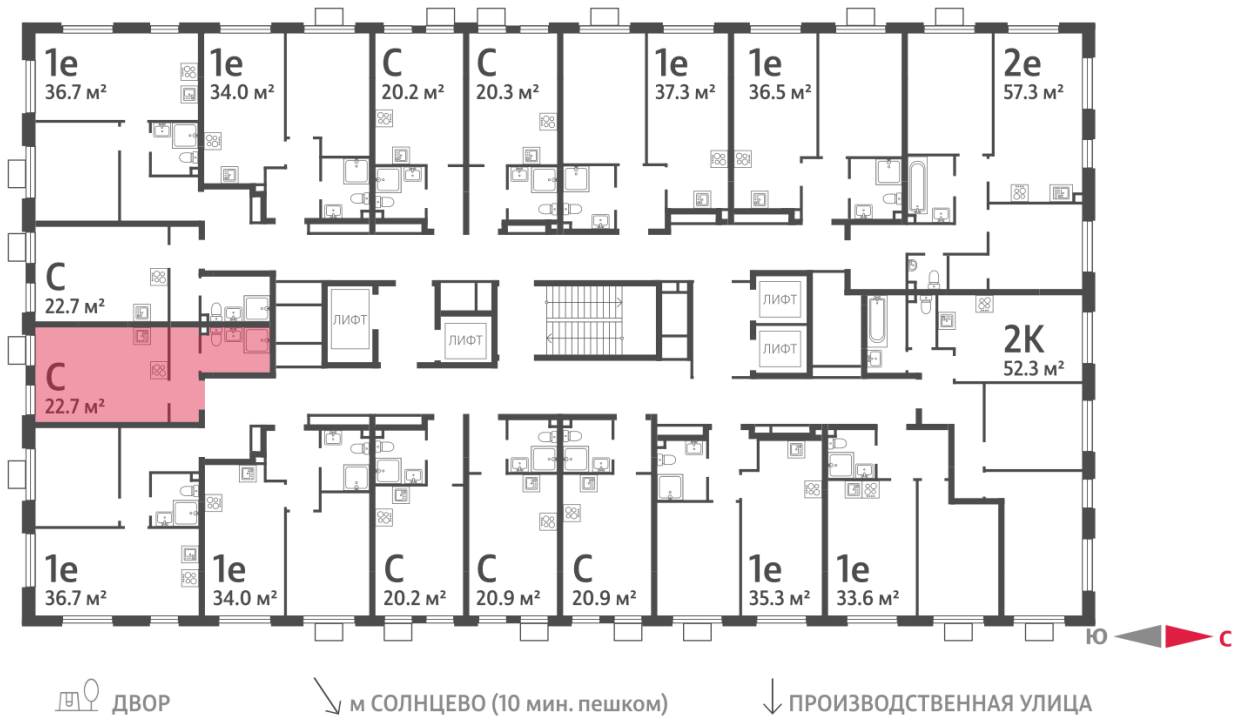 1е
36.7 м²
1е
34.0 м²
С
20.2 м²
С
20.3 м²
1е
37.3 м²
1е
36.5 м²
2е
57.3 м²
С
22.7 м²
ЛИФТ
ЛИФТ
ЛИФТ
ЛИФТ
С
22.7 м²
2К
52.3 м²
1е
36.7 м²
1е
34.0 м²
С
20.2 м²
С
20.9 м²
С
20.9 м²
1е
35.3 м²
1е
33.6 м²
Ю С
ДВОР
м СОЛНЦЕВО (10 мин. пешком)
ПРОИЗВОДСТВЕННАЯ УЛИЦА